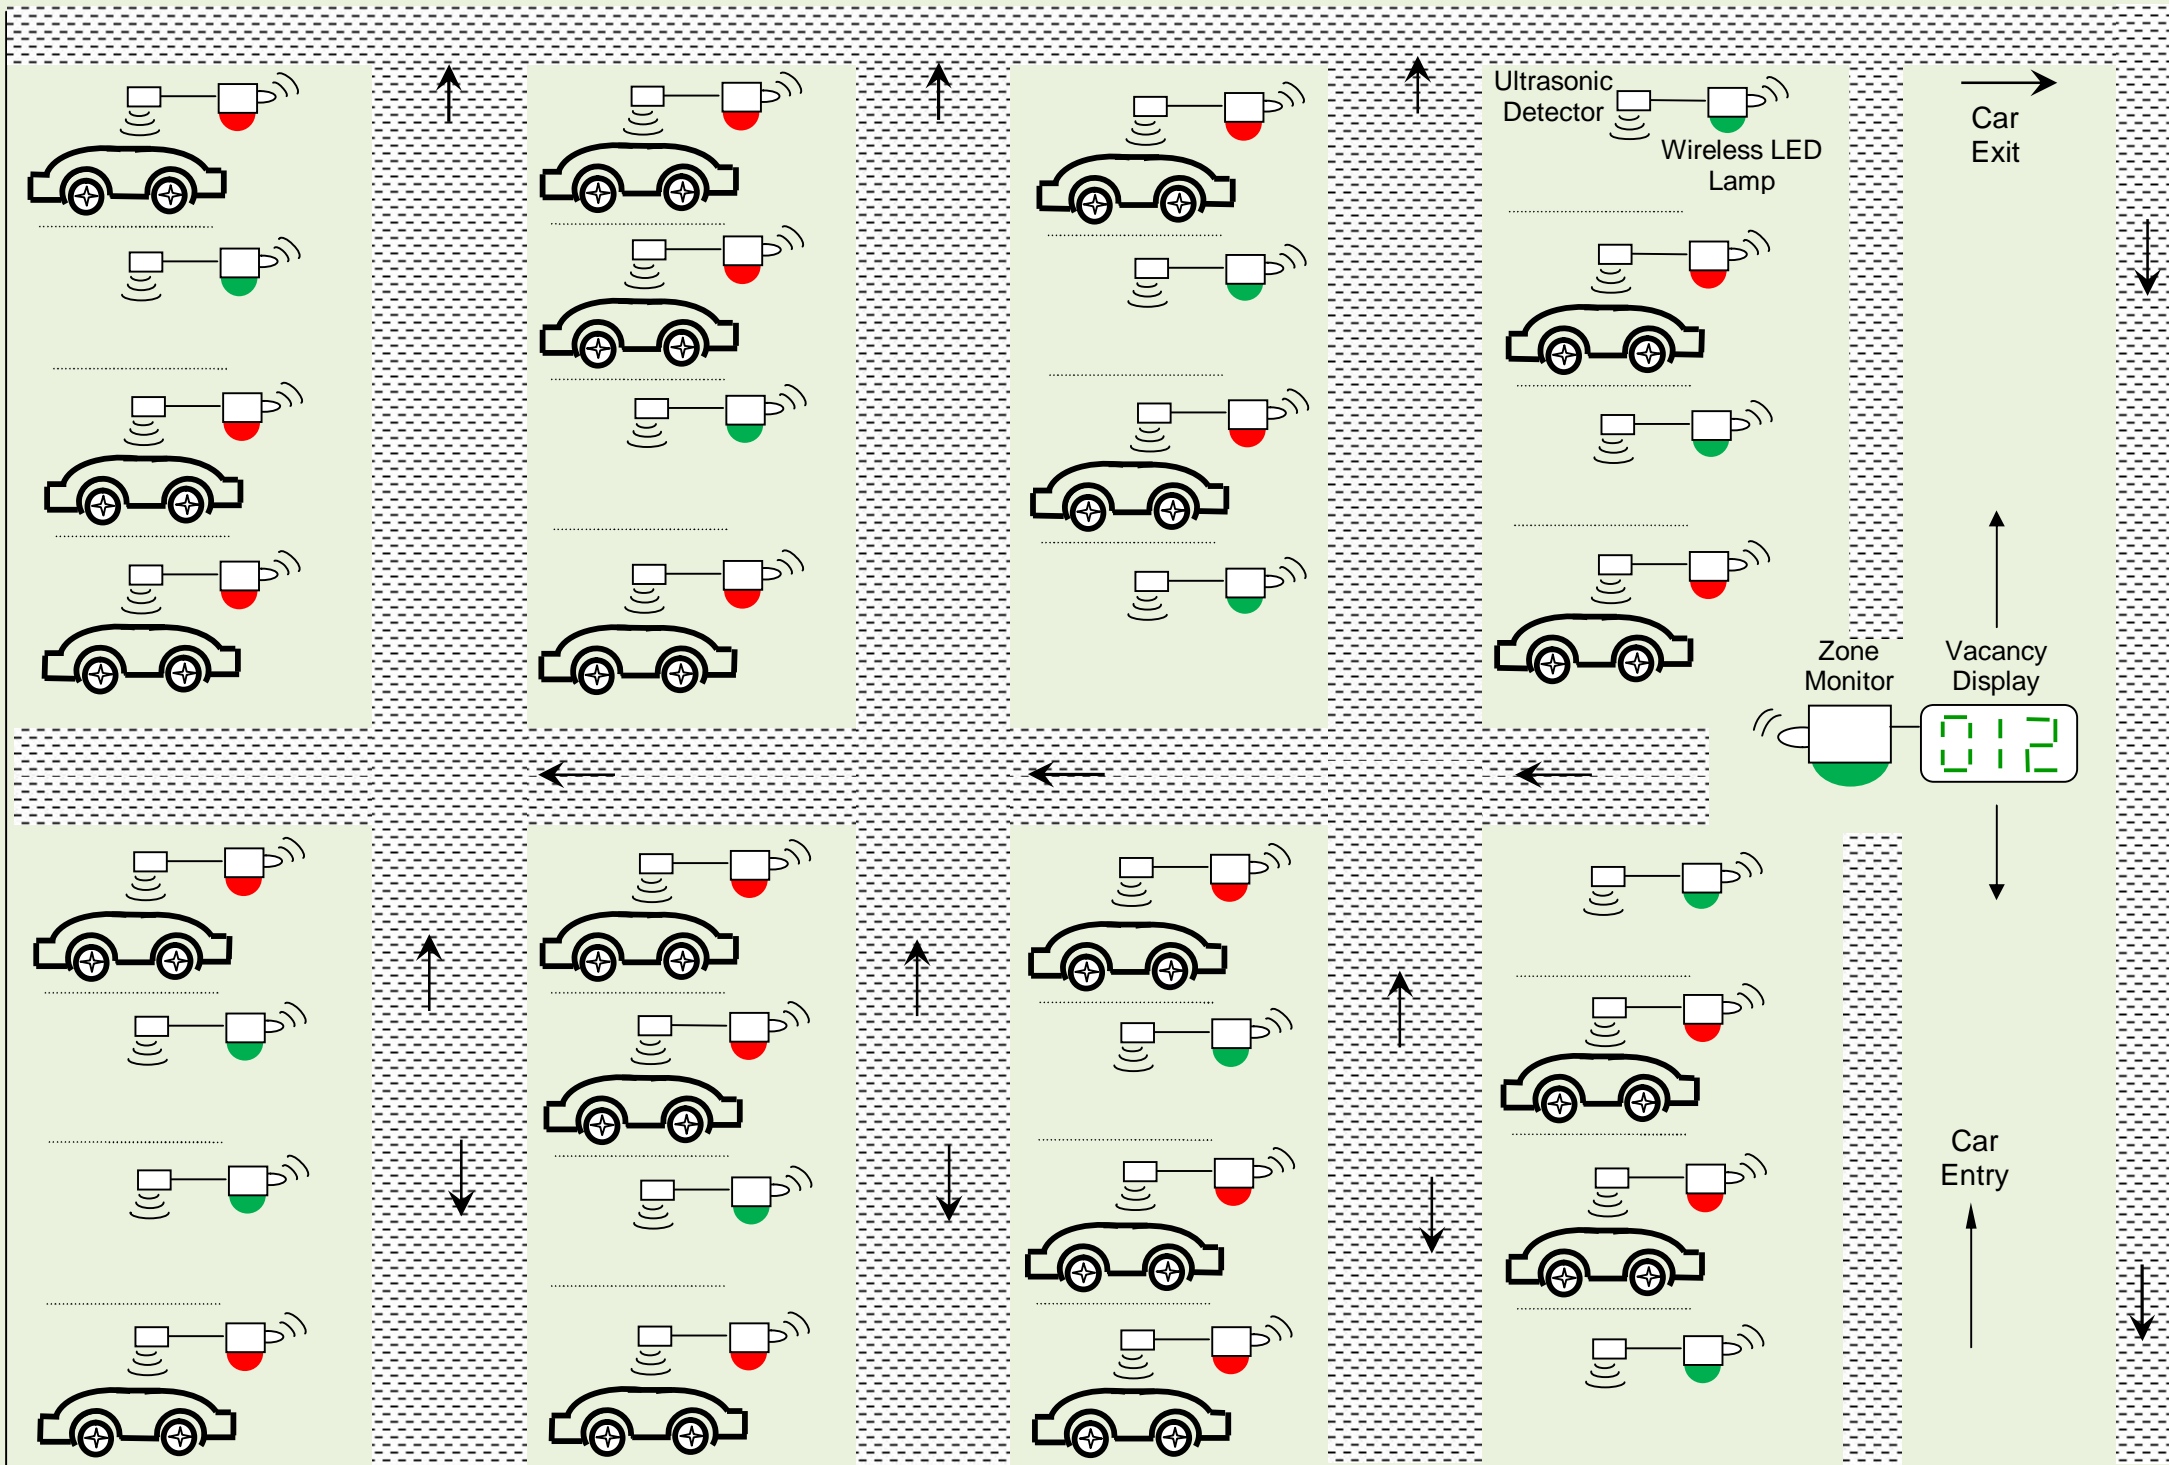 Ultrasonic
Detector
Wireless LED
Lamp
Car
Exit
Zone
Monitor
Vacancy
Display
012
Car
Entry